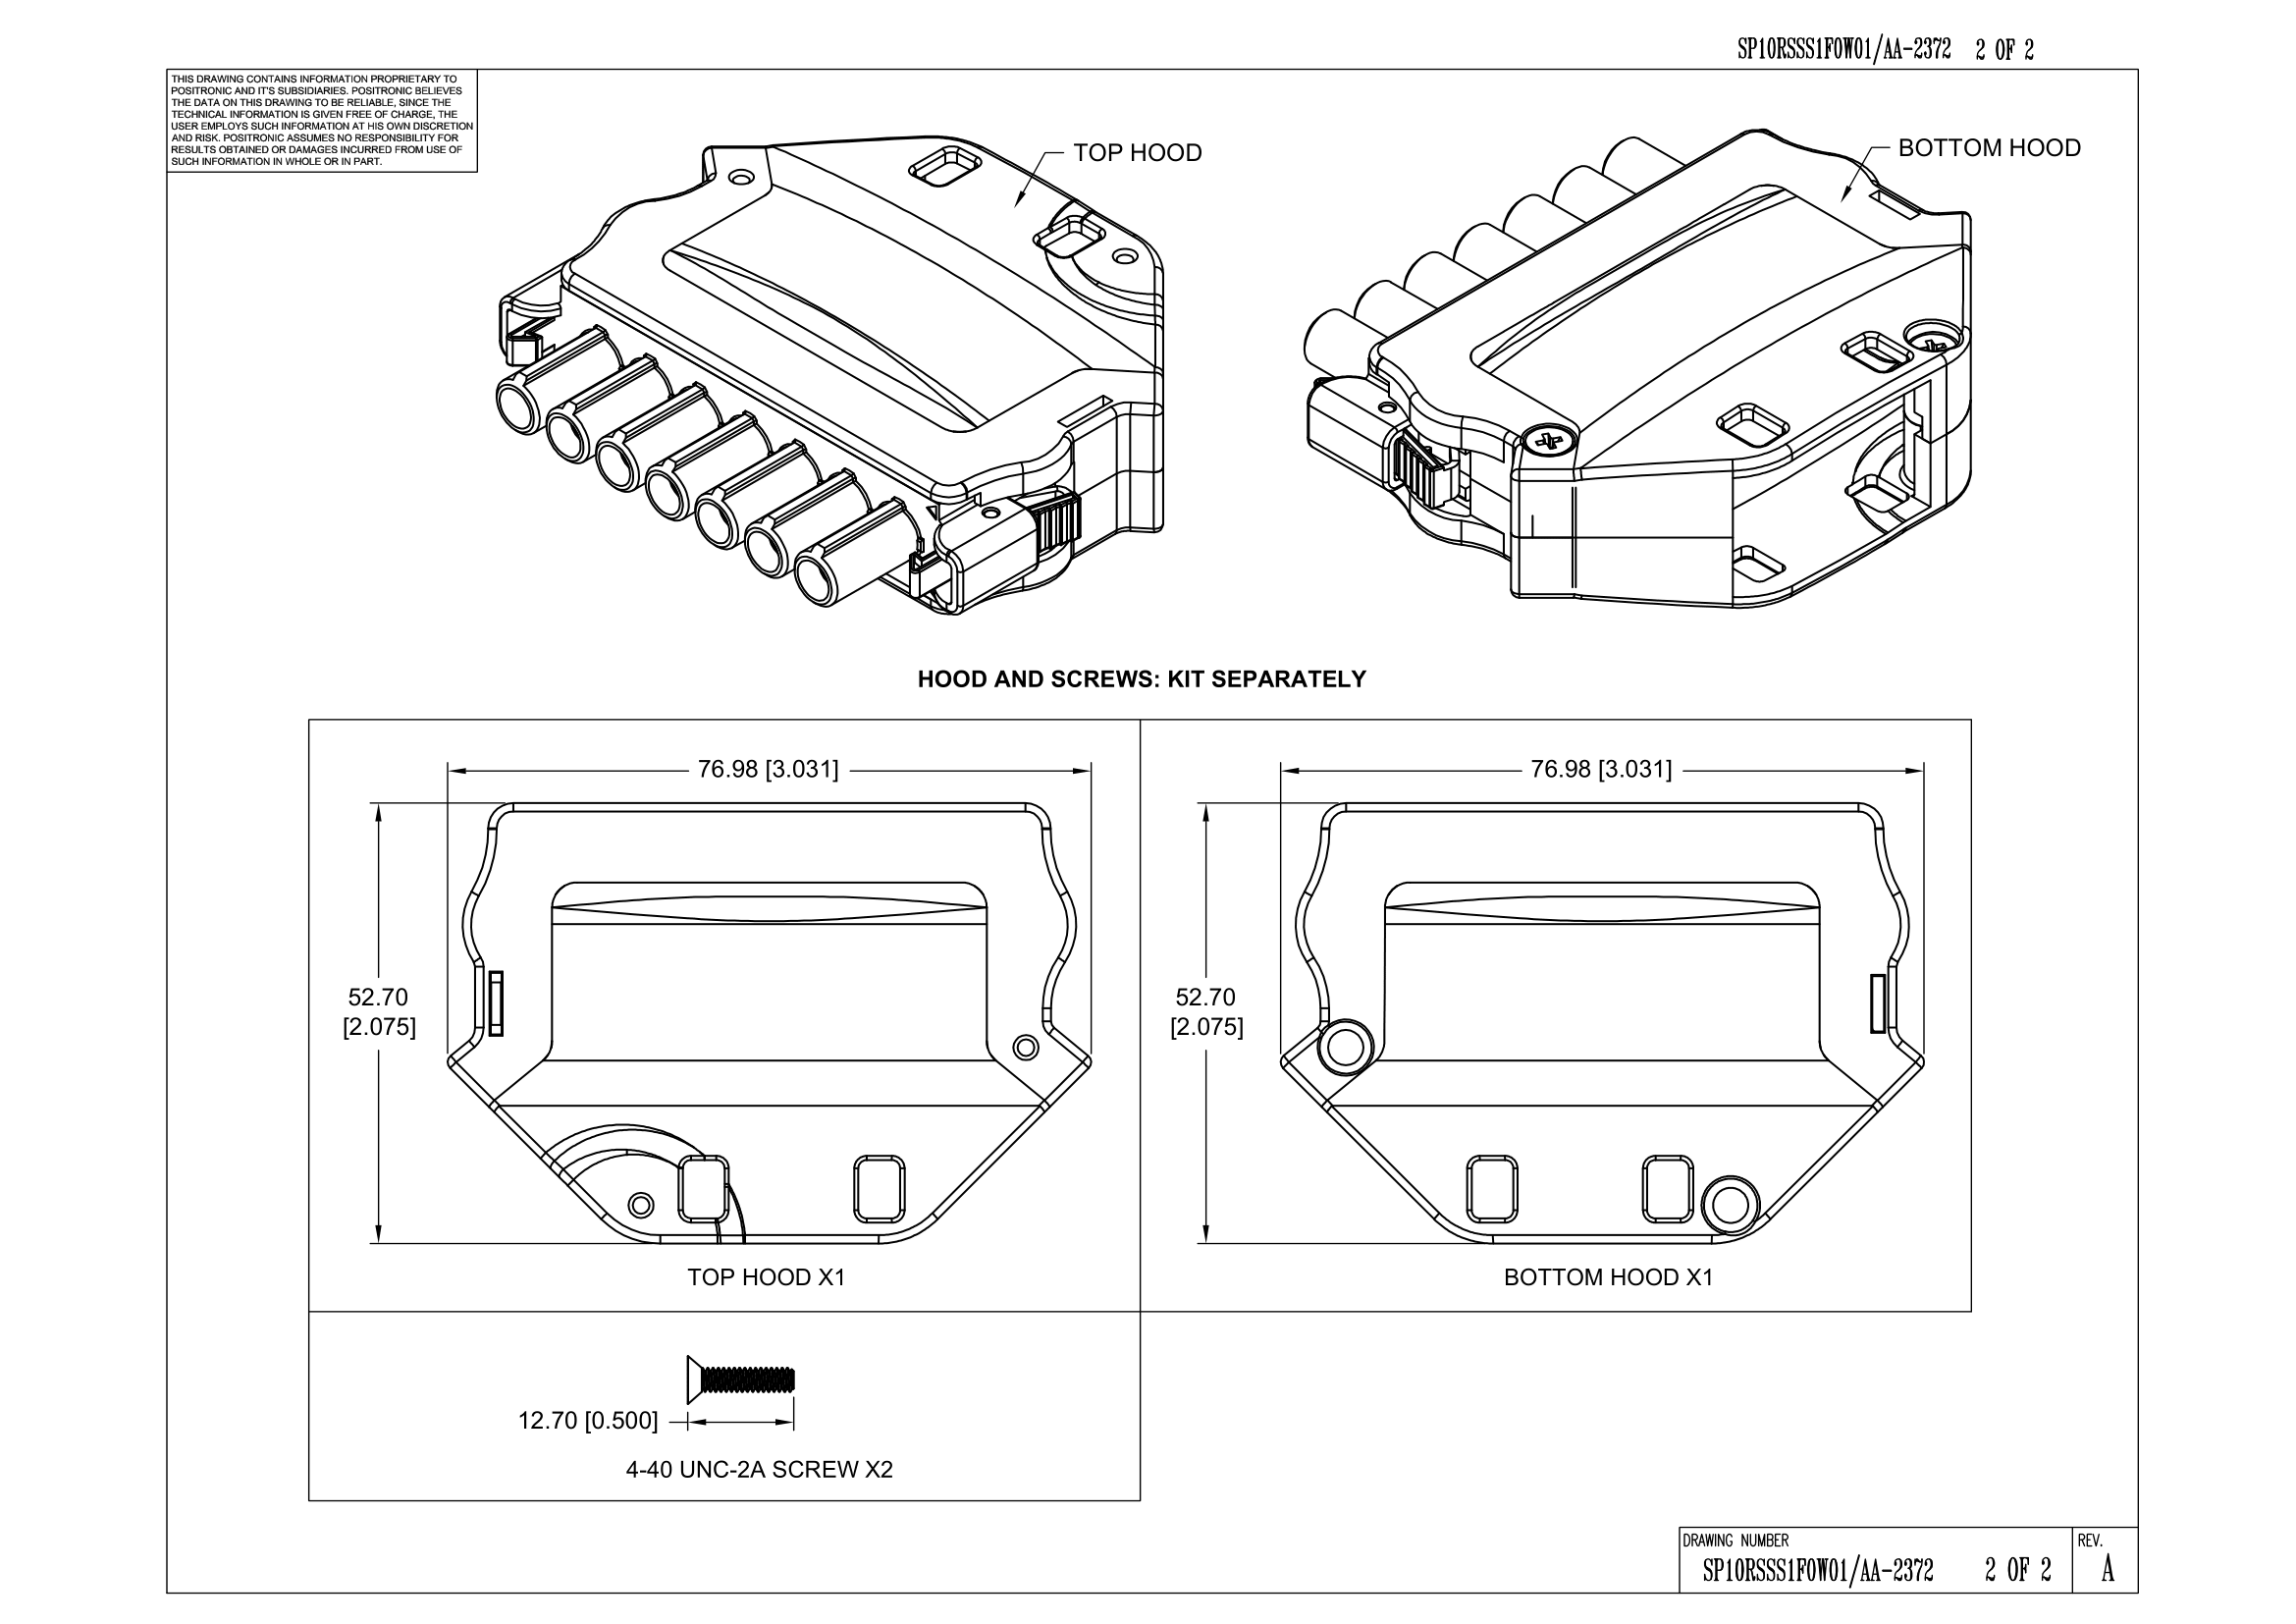 SP10RSSS1F0W01/AA-2372 2 OF 2
THIS DRAWING CONTAINS INFORMATION PROPRIETARY TO
POSITRONIC AND IT'S SUBSIDIARIES. POSITRONIC BELIEVES
THE DATA ON THIS DRAWING TO BE RELIABLE, SINCE THE
TECHNICAL INFORMATION IS GIVEN FREE OF CHARGE, THE
USER EMPLOYS SUCH INFORMATION AT HIS OWN DISCRETION
AND RISK. POSITRONIC ASSUMES NO RESPONSIBILITY FOR
RESULTS OBTAINED OR DAMAGES INCURRED FROM USE OF
SUCH INFORMATION IN WHOLE OR IN PART.
TOP HOOD
BOTTOM HOOD
HOOD AND SCREWS: KIT SEPARATELY
76.98 [3.031]
52.70
[2.075]
TOP HOOD X1
76.98 [3.031]
52.70
[2.075]
BOTTOM HOOD X1
12.70 [0.500]
4-40 UNC-2A SCREW X2
DRAWING NUMBER
SP10RSSS1F0W01/AA-2372 2 OF 2
REV.
A